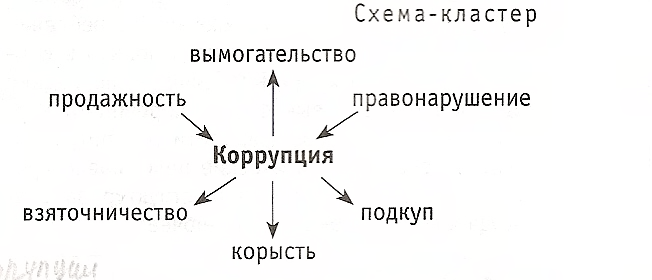 Схема-кластер
вымогательство
продажность
правонарушение
Коррупция
взяточничество
подкуп
корысть